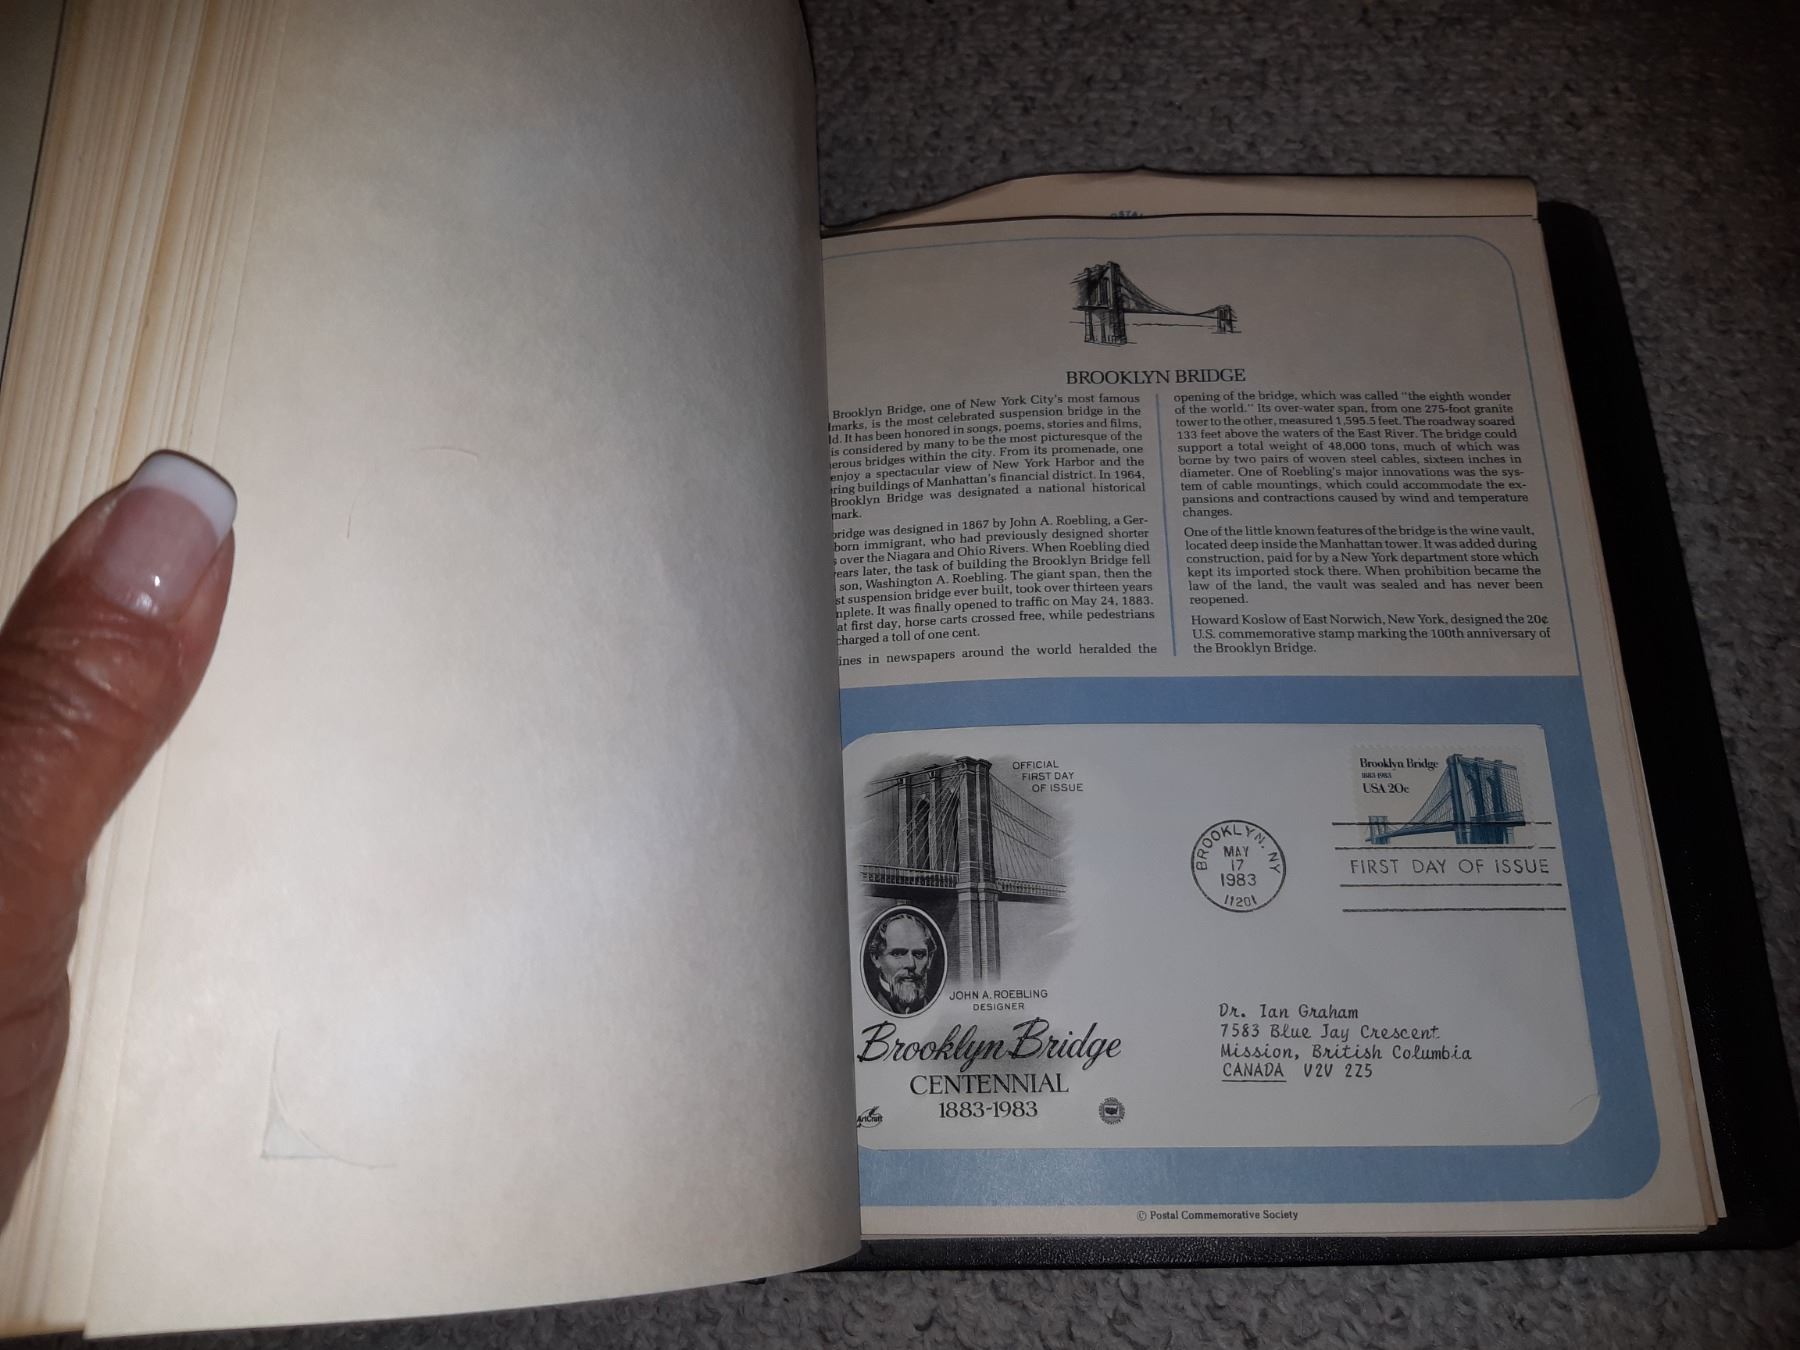 BROOKLYN BRIDGE
Brooklyn Bridge, one of New York City's most famous
marks, is the most celebrated suspension bridge in the
ld. It has been honored in songs, poems, stories and films,
is considered by many to be the most picturesque of the
erous bridges within the city. From its promenade, one
enjoy a spectacular view of New York Harbor and the
ring buildings of Manhattan's financial district. In 1964,
Brooklyn Bridge was designated a national historical
mark.
bridge was designed in 1867 by John A. Roebling, a Ger-
born immigrant, who had previously designed shorter
s over the Niagara and Ohio Rivers. When Roebling died
years later, the task of building the Brooklyn Bridge fell
son, Washington A. Roebling. The giant span, then the
st suspension bridge ever built, took over thirteen years
mplete. It was finally opened to traffic on May 24, 1883.
at first day, horse carts crossed free, while pedestrians
charged a toll of one cent.
ines in newspapers around the world heralded the
opening of the bridge, which was called "the eighth wonder
of the world." Its over-water span, from one 275-foot granite
tower to the other, measured 1,595.5 feet. The roadway soared
133 feet above the waters of the East River. The bridge could
support a total weight of 48,000 tons, much of which was
borne by two pairs of woven steel cables, sixteen inches in
diameter. One of Roebling's major innovations was the sys-
tem of cable mountings, which could accommodate the ex-
pansions and contractions caused by wind and temperature
changes.
One of the little known features of the bridge is the wine vault,
located deep inside the Manhattan tower. It was added during
construction, paid for by a New York department store which
kept its imported stock there. When prohibition became the
law of the land, the vault was sealed and has never been
reopened.
Howard Koslow of East Norwich, New York, designed the 20¢
U.S. commemorative stamp marking the 100th anniversary of
the Brooklyn Bridge.
OFFICIAL
FIRST DAY
OF ISSUE
JOHN A. ROEBLING
DESIGNER
Brooklyn Bridge
CENTENNIAL
1883-1983
ArtCraft
BROOKLYN, NY
MAY
17
1983
11201
Brooklyn Bridge
1883-1983
USA 20c
FIRST DAY OF ISSUE
Dr. Ian Graham
7583 Blue Jay Crescent
Mission, British Columbia
CANADA V2V 2Z5
© Postal Commemorative Society